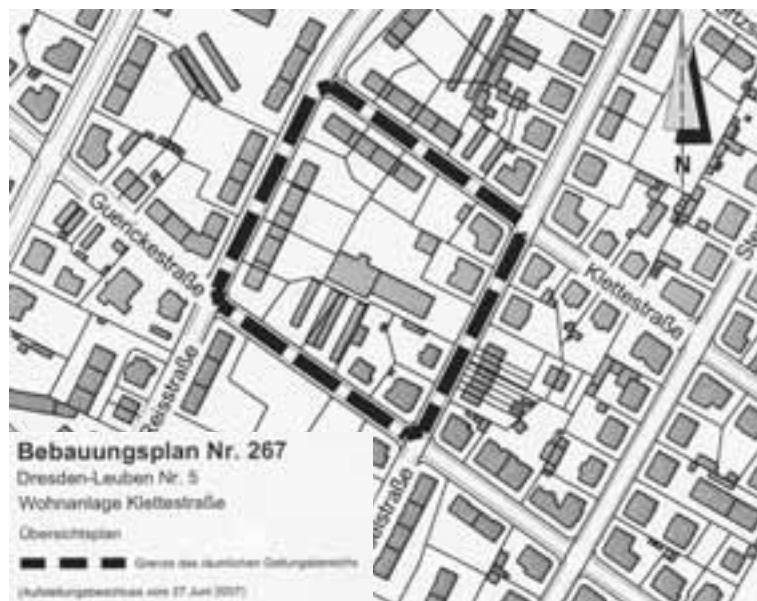 Guerickestraße
Klettestraße
Reisstraße
N
Bebauungsplan Nr. 267
Dresden-Leuben Nr. 5
Wohnanlage Klettestraße
Übersichtsplan
Grenze des räumlichen Geltungsbereichs
(Aufstellungsbeschluss vom 27. Juni 2007)